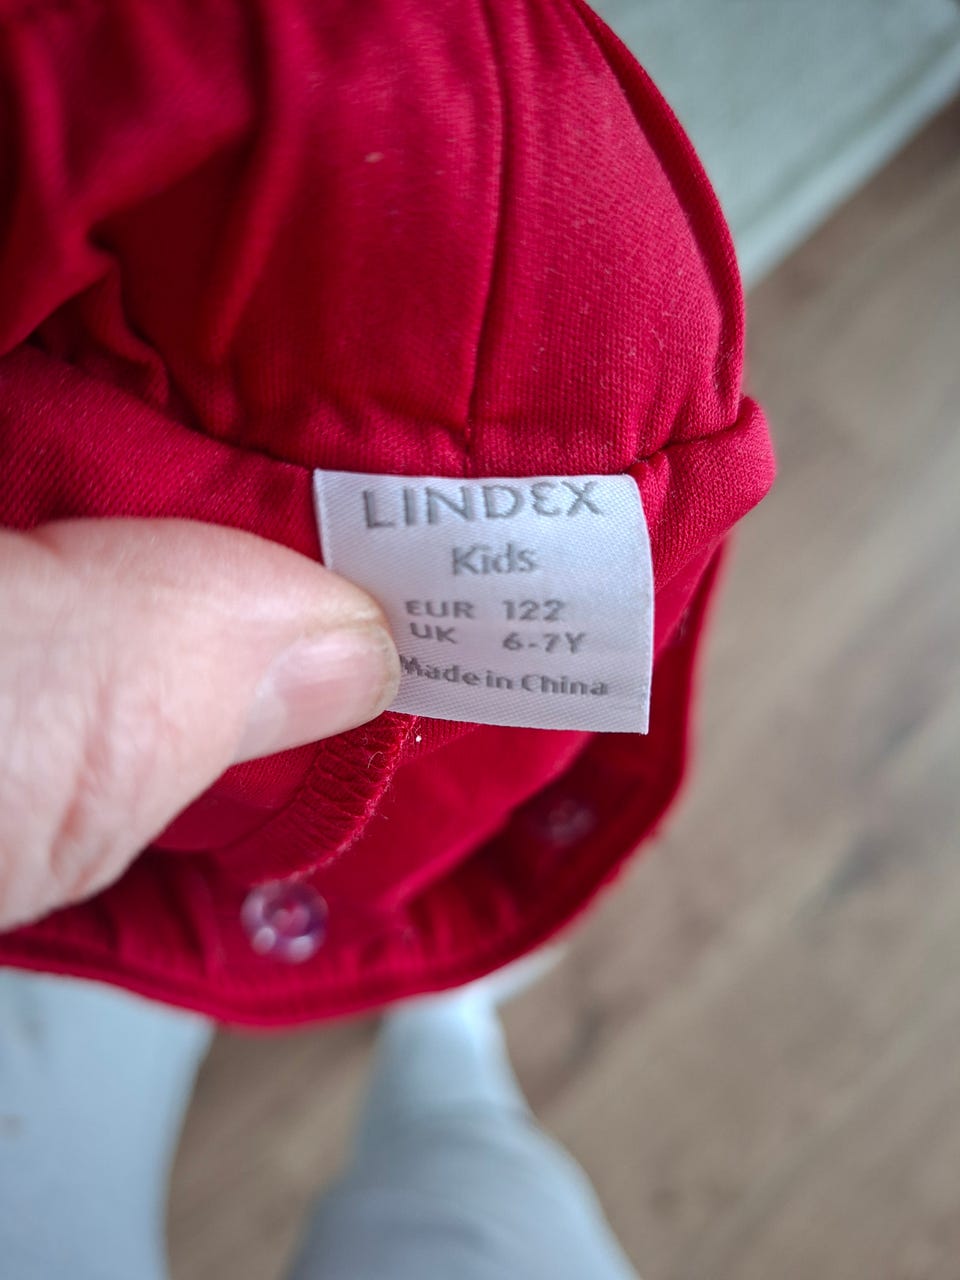 LINDEX
Kids
EUR 122
UK 6-7Y
Made in China